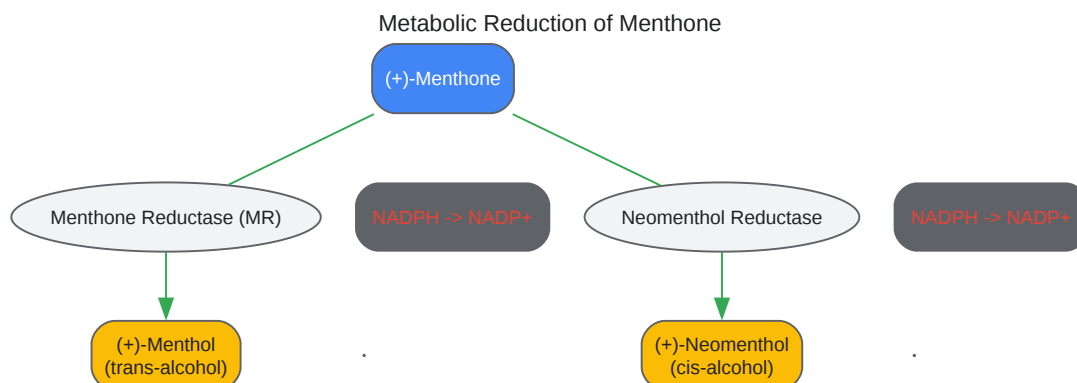 Metabolic Reduction of Menthone
(+)-Menthone
Menthone Reductase (MR)
NADPH -> NADP+
Neomenthol Reductase
NADPH -> NADP+
(+)-Menthol
(trans-alcohol)
.
(+)-Neomenthol
(cis-alcohol)
.